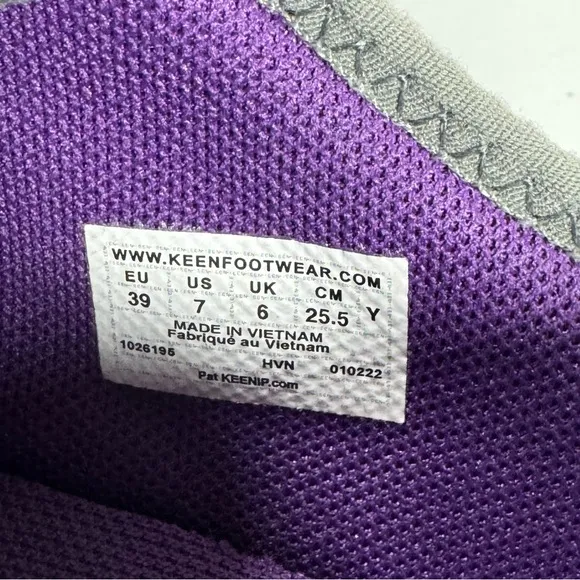 WWW.KEENFOOTWEAR.COM
EU US UK CM
39 7 6 25.5 Y
MADE IN VIETNAM
Fabriqué au Vietnam
1026195 HVN 010222
Pat KEENIP.com